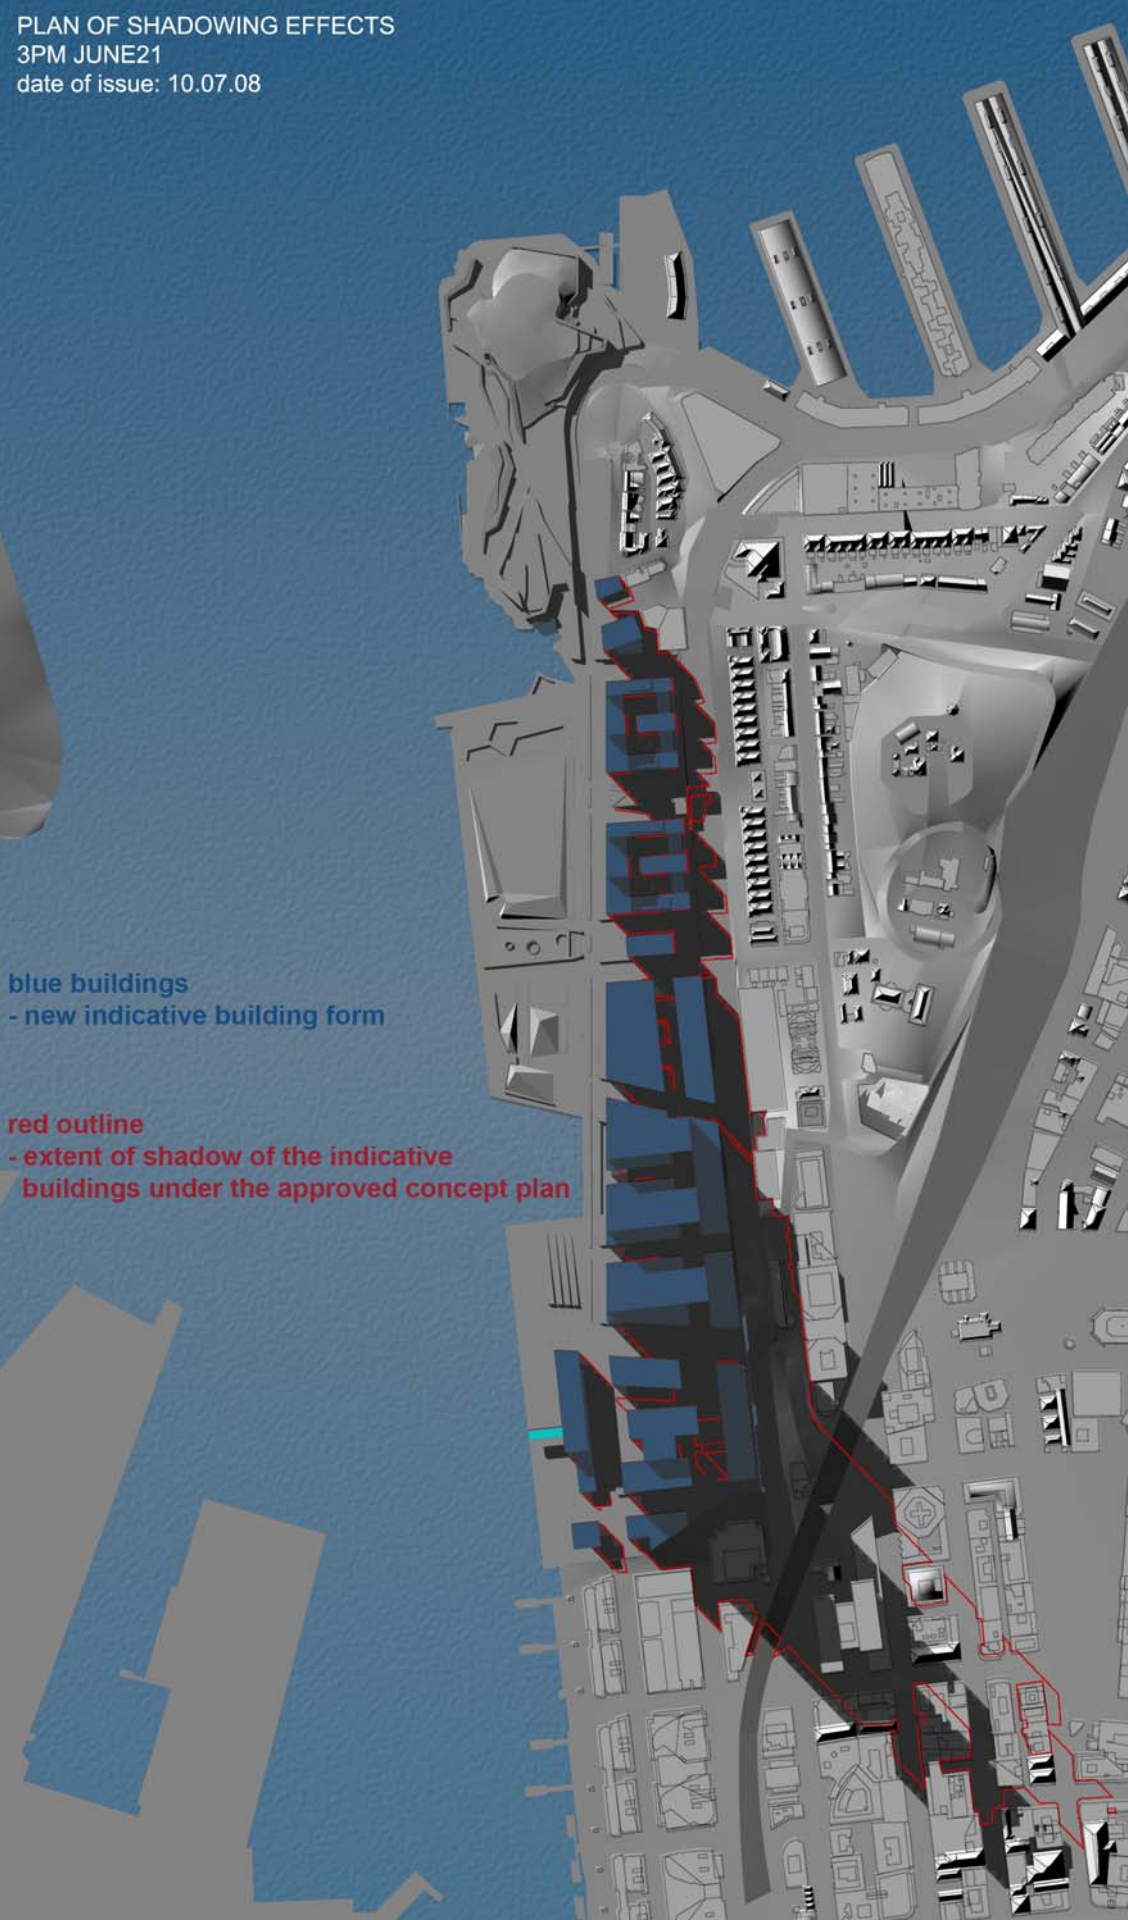 PLAN OF SHADOWING EFFECTS
3PM JUNE21
date of issue: 10.07.08
blue buildings
- new indicative building form
red outline
- extent of shadow of the indicative
buildings under the approved concept plan